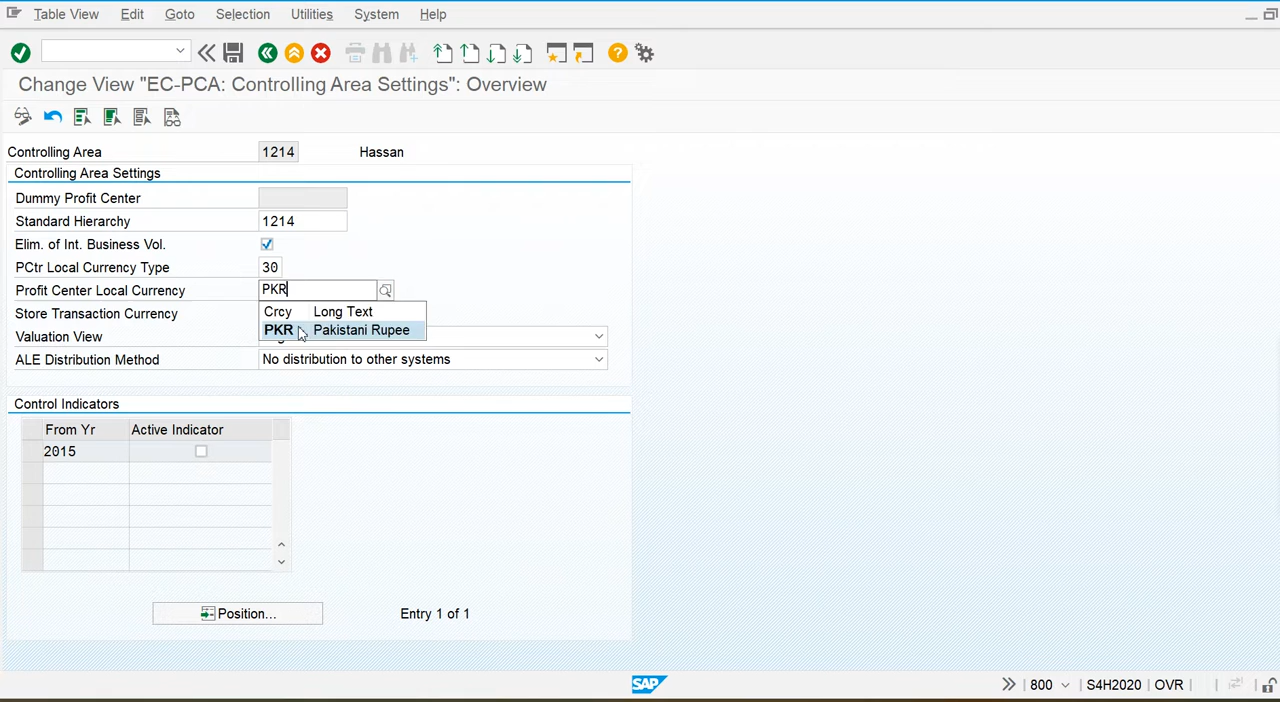 Table View Edit Goto Selection Utilities System Help
Change View "EC-PCA: Controlling Area Settings": Overview
Controlling Area 1214 Hassan
Controlling Area Settings
Dummy Profit Center
Standard Hierarchy 1214
Elim. of Int. Business Vol.
PCtr Local Currency Type 30
Profit Center Local Currency PKR
Store Transaction Currency Crcy Long Text
PKR Pakistani Rupee
Valuation View
ALE Distribution Method No distribution to other systems
Control Indicators
From Yr Active Indicator
2015
Position... Entry 1 of 1
SAP 800 S4H2020 OVR